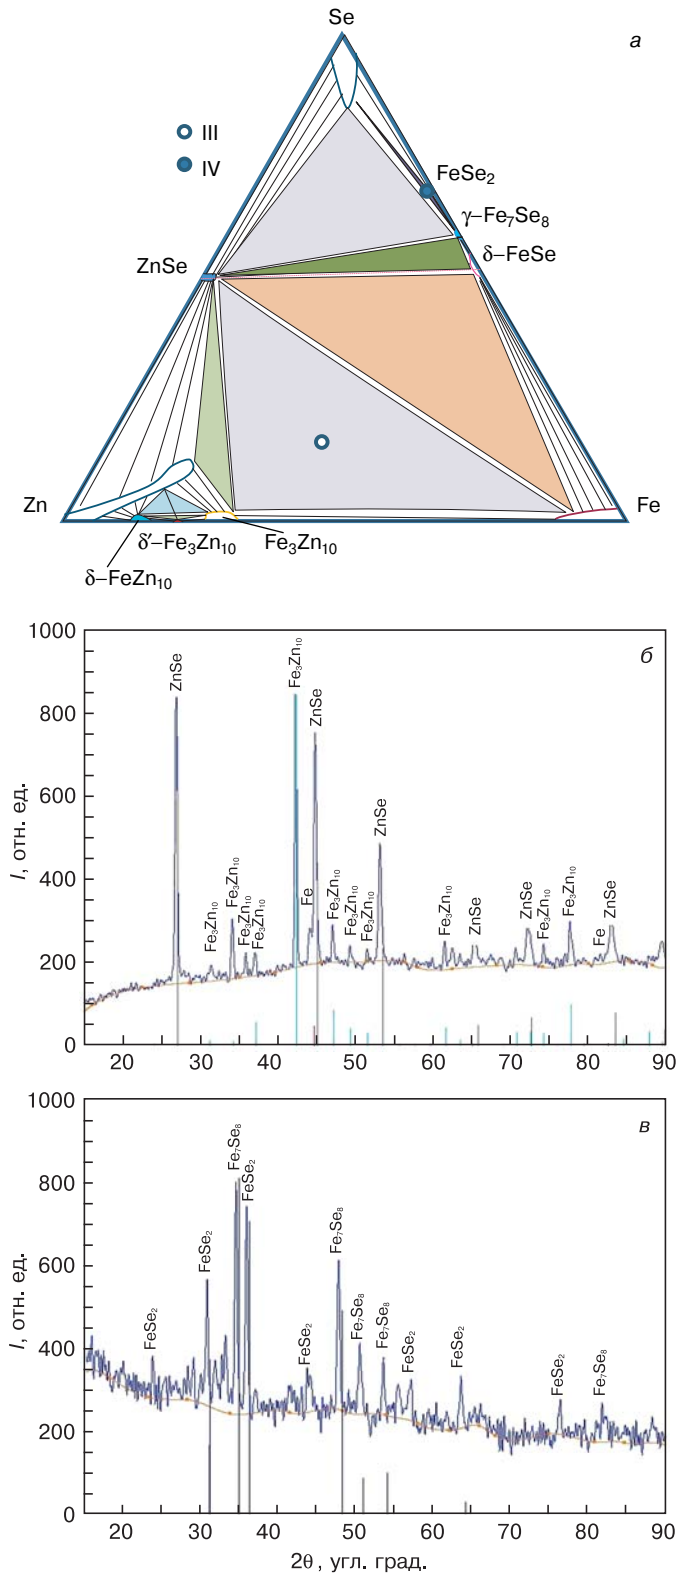 Se
а
III
IV
FeSe2
γ–Fe7Se8
δ–FeSe
ZnSe
Zn
Fe
δ′–Fe3Zn10
Fe3Zn10
δ–FeZn10
1000
800
600
400
200
0
I, отн. ед.
б
ZnSe
Fe3Zn10
Fe3Zn10
Fe3Zn10
Fe3Zn10
Fe3Zn10
Fe
ZnSe
Fe3Zn10
Fe3Zn10
Fe3Zn10
ZnSe
Fe3Zn10
ZnSe
ZnSe
Fe3Zn10
Fe3Zn10
Fe
ZnSe
20 30 40 50 60 70 80 90
1000
800
600
400
200
0
I, отн. ед.
в
FeSe2
FeSe2
Fe7Se8
FeSe2
FeSe2
Fe7Se8
Fe7Se8
Fe7Se8
FeSe2
FeSe2
FeSe2
Fe7Se8
20 30 40 50 60 70 80 90
2θ, угл. град.